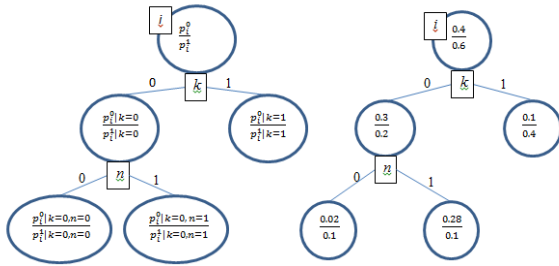 i
p_i^0
p_i^1
0 k 1
p_i^0|k=0
p_i^1|k=0
p_i^0|k=1
p_i^1|k=1
0 n 1
p_i^0|k=0,n=0
p_i^1|k=0,n=0
p_i^0|k=0,n=1
p_i^1|k=0,n=1
i
0.4
0.6
0 k 1
0.3
0.2
0.1
0.4
0 n 1
0.02
0.1
0.28
0.1